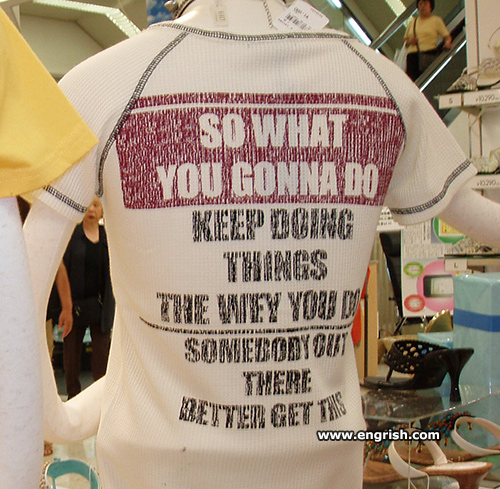 SO WHAT
YOU GONNA DO
KEEP DOING
THINGS
THE WEY YOU DO
SOMEBODY OUT
THERE
BETTER GET THIS
www.engrish.com